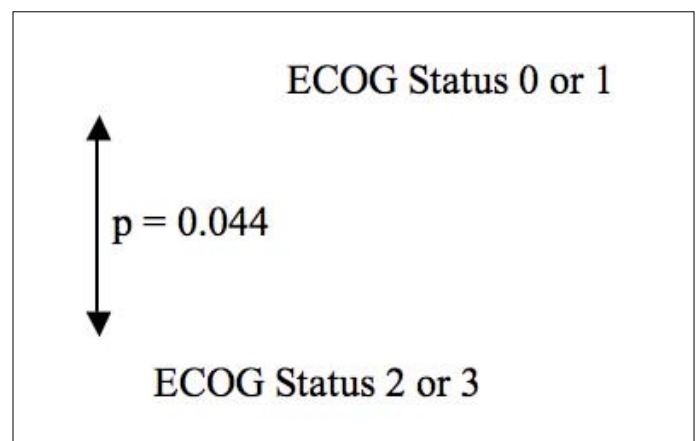 ECOG Status 0 or 1
p = 0.044
ECOG Status 2 or 3